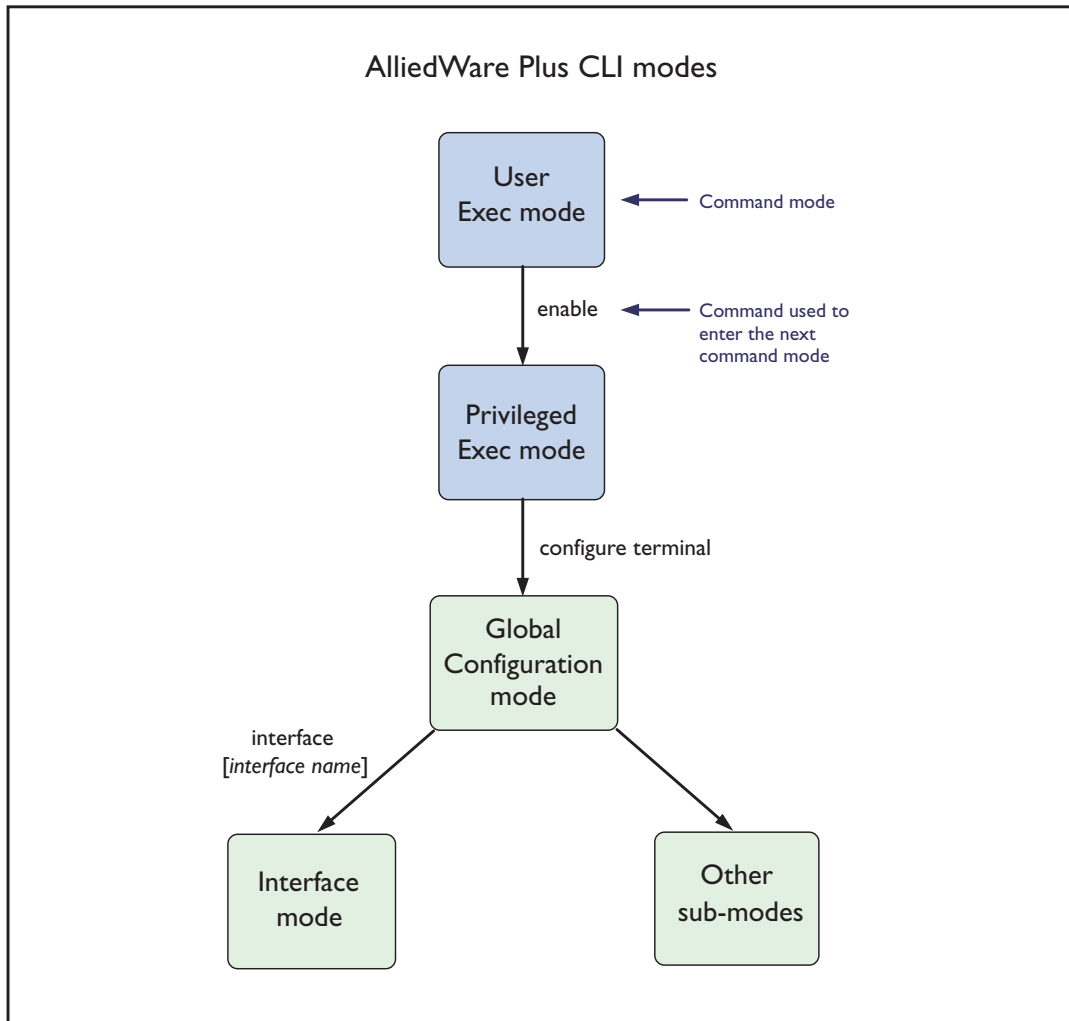 AlliedWare Plus CLI modes
User
Exec mode
Command mode
enable
Command used to
enter the next
command mode
Privileged
Exec mode
configure terminal
Global
Configuration
mode
interface
[interface name]
Interface
mode
Other
sub-modes